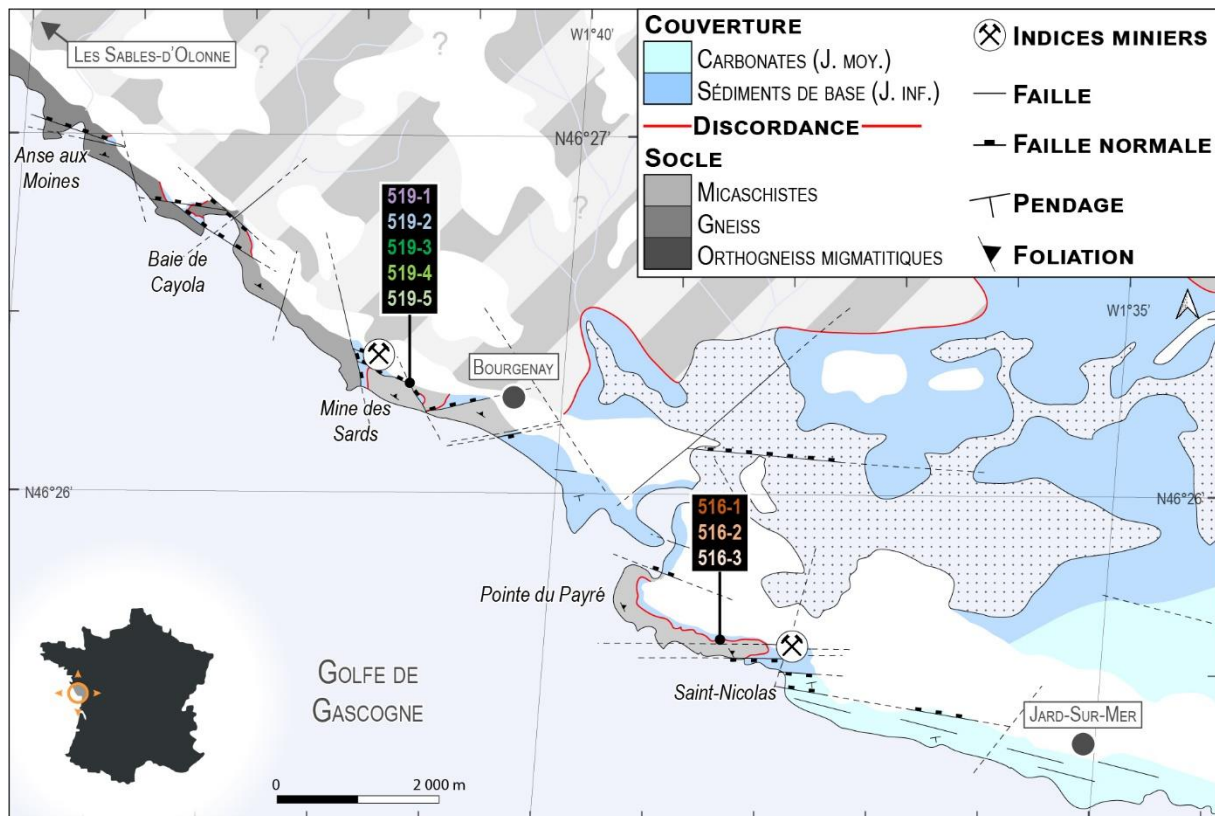 LES SABLES-D'OLONNE
?
?
W1°40'
N46°27'
?
Anse aux
Moines
Baie de
Cayola
519-1
519-2
519-3
519-4
519-5
Mine des
Sards
BOURGENAY
W1°35'
N46°26'
N46°26'
516-1
516-2
516-3
Pointe du Payré
Saint-Nicolas
JARD-SUR-MER
GOLFE DE
GASCOGNE
0
2 000 m
COUVERTURE
CARBONATES (J. MOY.)
SÉDIMENTS DE BASE (J. INF.)
DISCORDANCE
SOCLE
MICASCHISTES
GNEISS
ORTHOGNEISS MIGMATITIQUES
INDICES MINIERS
FAILLE
FAILLE NORMALE
PENDAGE
FOLIATION